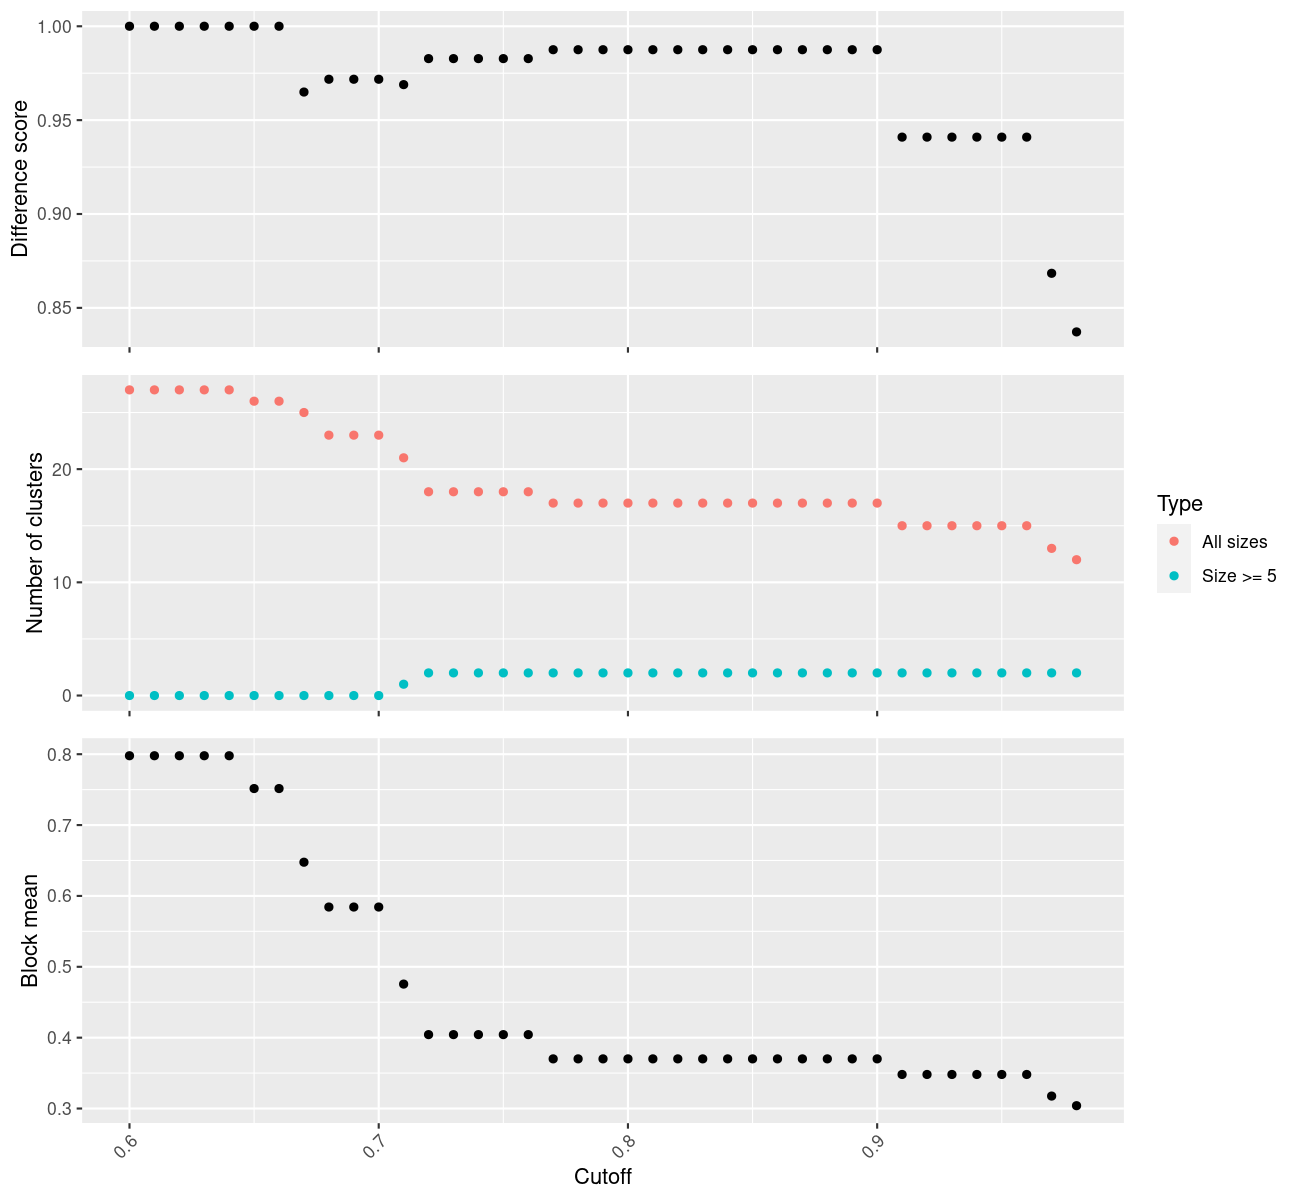 Difference score
1.00
0.95
0.90
0.85
Number of clusters
20
10
0
Type
All sizes
Size >= 5
Block mean
0.8
0.7
0.6
0.5
0.4
0.3
0.6 0.7 0.8 0.9
Cutoff